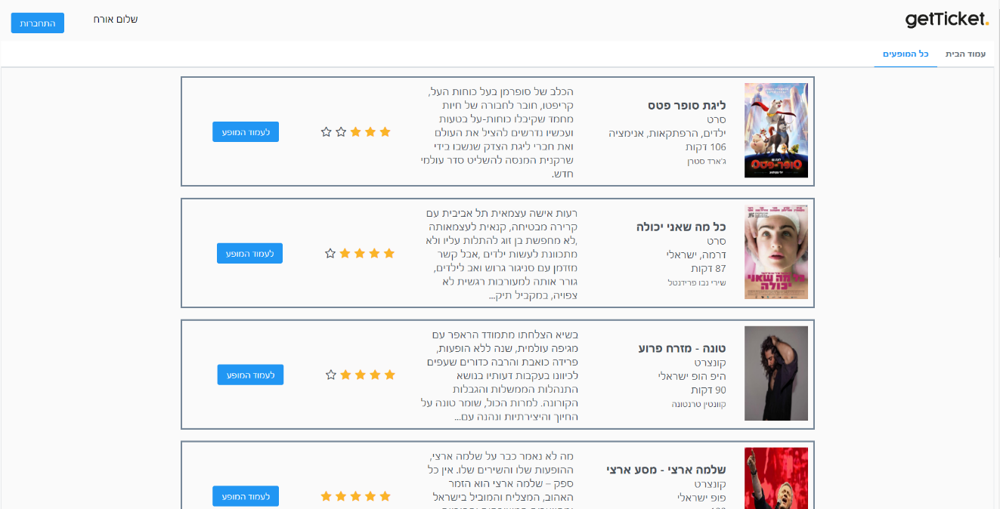 getTicket.
שלום אורח
התחברות
עמוד הבית
כל המופעים
ליגת סופר פטס
סרט
ילדים, הרפתקאות, אנימציה
106 דקות
ג'ארד סטרן
הכלב של סופרמן בעל כוחות העל,
קריפטו, חובר לחבורה של חיות
מחמד שקיבלו כוחות-על בטעות
ועכשיו נדרשים להציל את העולם
ואת חברי ליגת הצדק שנשבו בידי
שרקנית המנסה להשליט סדר עולמי
חדש.
לעמוד המופע
סופר-פטס
כל מה שאני יכולה
סרט
דרמה, ישראלי
87 דקות
שירי נבו פרידנטל
רעות אישה עצמאית תל אביבית עם
קרירה מבטיחה, קנאית לעצמאותה
,לא מחפשת בן זוג להתלות עליו ולא
מתכוונת לעשות ילדים ,אבל קשר
מזדמן עם סניגור גרוש ואב לילדים,
גורר אותה למעורבות רגשית לא
צפויה, במקביל תיק...
לעמוד המופע
כל מה שאני
יכולה
טונה - מזרח פרוע
קונצרט
היפ הופ ישראלי
90 דקות
קוונטין טרנטונה
בשיא הצלחתו מתמודד הראפר עם
מגיפה עולמית, שנה ללא הופעות,
פרידה כואבת והרבה כדורים שעפים
לכיוונו בעקבות דעותיו בנושא
התנהלות הממשלות והגבלות
הקורונה. למרות הכול, שומר טונה על
החיוך והיצירתיות ונהנה עם...
לעמוד המופע
שלמה ארצי - מסע ארצי
קונצרט
פופ ישראלי
מה לא נאמר כבר על שלמה ארצי,
ההופעות שלו והשירים שלו. אין כל
ספק – שלמה ארצי הוא הזמר
האהוב, המצליח והמוביל בישראל
לעמוד המופע